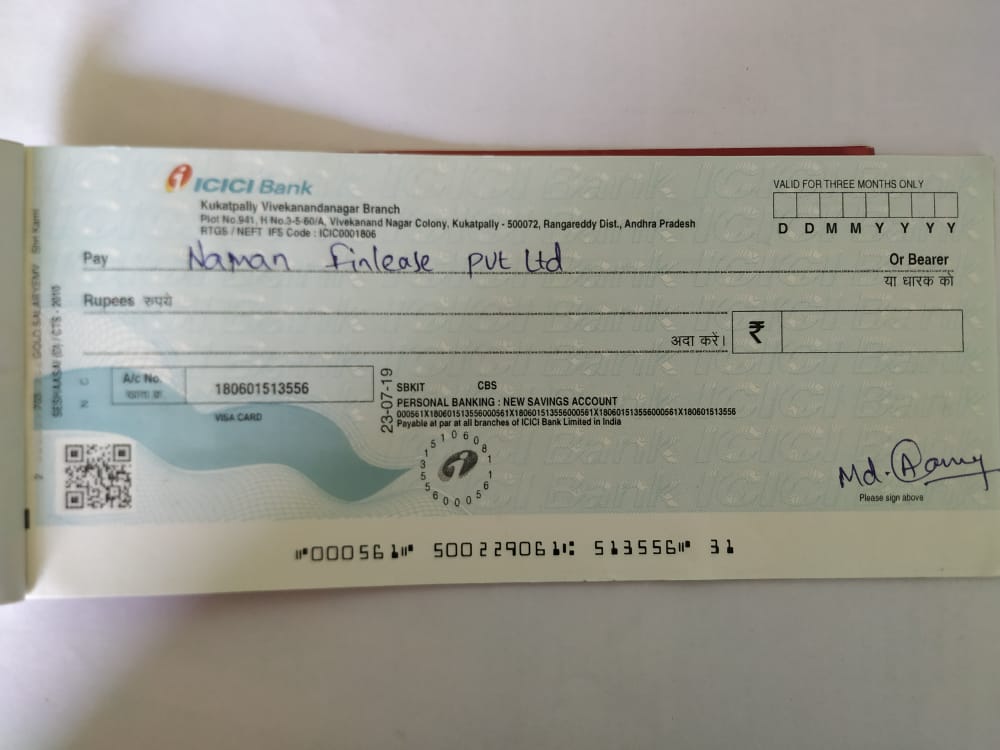 ICICI Bank
Kukatpally Vivekanandanagar Branch
Plot No.941, H No.3-5-60/A, Vivekanand Nagar Colony, Kukatpally - 500072, Rangareddy Dist., Andhra Pradesh
RTGS / NEFT IFS Code : ICIC0001806
VALID FOR THREE MONTHS ONLY
D D M M Y Y Y Y
Pay Naman Finlease Pvt Ltd Or Bearer
या धारक को
Rupees रुपये
अदा करें। ₹
A/c No. 180601513556
खाता क्र.
VISA CARD
23-07-19
SBKIT CBS
PERSONAL BANKING : NEW SAVINGS ACCOUNT
000561X180601513556000561X180601513556000561X180601513556000561X180601513556
Payable at par at all branches of ICICI Bank Limited in India
Md.
Please sign above
SESHAASAI (D) / CTS - 2010
⑈000561⑈ 500229061⑆ 513556⑈ 31